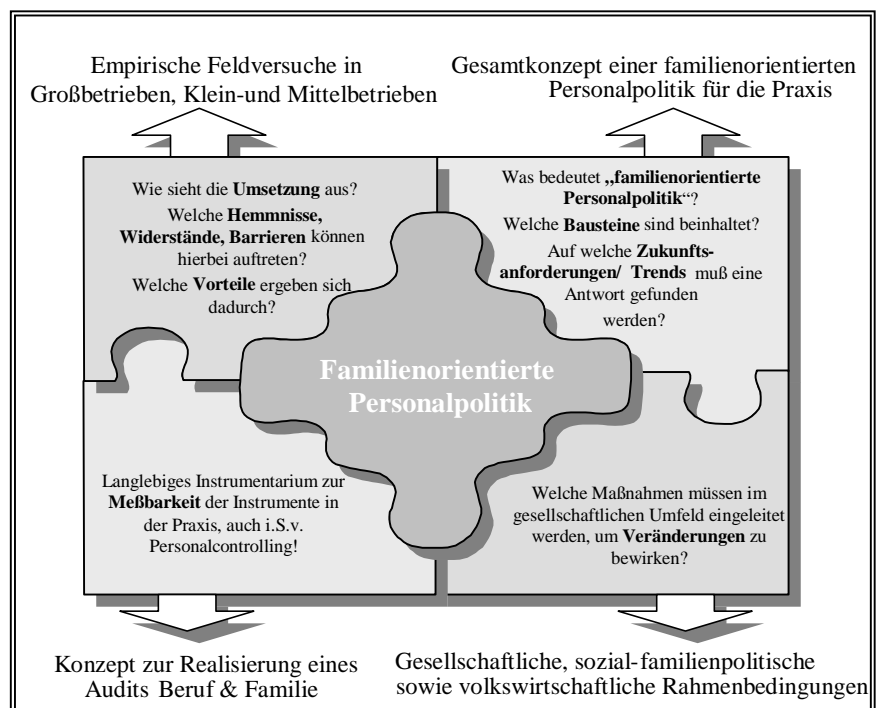 Empirische Feldversuche in
Großbetrieben, Klein-und Mittelbetrieben
Gesamtkonzept einer familienorientierten
Personalpolitik für die Praxis
Wie sieht die Umsetzung aus?
Welche Hemmnisse,
Widerstände, Barrieren können
hierbei auftreten?
Welche Vorteile ergeben sich
dadurch?
Was bedeutet „familienorientierte
Personalpolitik“?
Welche Bausteine sind beinhaltet?
Auf welche Zukunfts-
anforderungen/ Trends muß eine
Antwort gefunden
werden?
Familienorientierte
Personalpolitik
Langlebiges Instrumentarium zur
Meßbarkeit der Instrumente in
der Praxis, auch i.S.v.
Personalcontrolling!
Welche Maßnahmen müssen im
gesellschaftlichen Umfeld eingeleitet
werden, um Veränderungen zu
bewirken?
Konzept zur Realisierung eines
Audits Beruf & Familie
Gesellschaftliche, sozial-familienpolitische
sowie volkswirtschaftliche Rahmenbedingungen